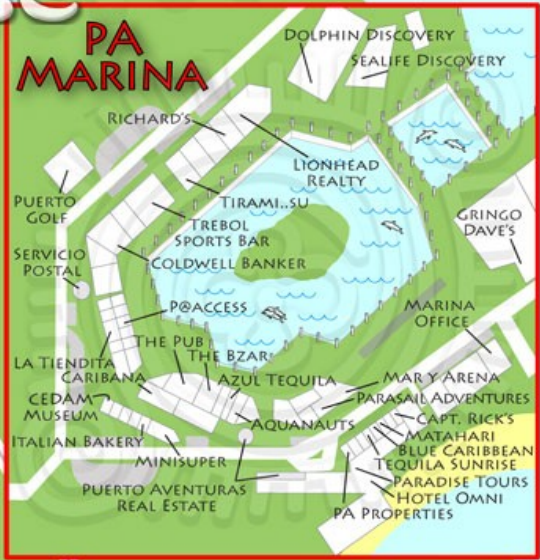 PA
MARINA
DOLPHIN DISCOVERY
SEALIFE DISCOVERY
RICHARD'S
LIONHEAD
REALTY
PUERTO
GOLF
TIRAMI..SU
TREBOL
SPORTS BAR
GRINGO
DAVE'S
SERVICIO
POSTAL
COLDWELL BANKER
P@ACCESS
MARINA
OFFICE
THE PUB
THE BZAR
LA TIENDITA
CARIBANA
AZUL TEQUILA
MAR Y ARENA
PARASAIL ADVENTURES
CEDAM
MUSEUM
AQUANAUTS
CAPT. RICK'S
MATAHARI
ITALIAN BAKERY
BLUE CARIBBEAN
MINISUPER
TEQUILA SUNRISE
PARADISE TOURS
PUERTO AVENTURAS
REAL ESTATE
HOTEL OMNI
PA PROPERTIES